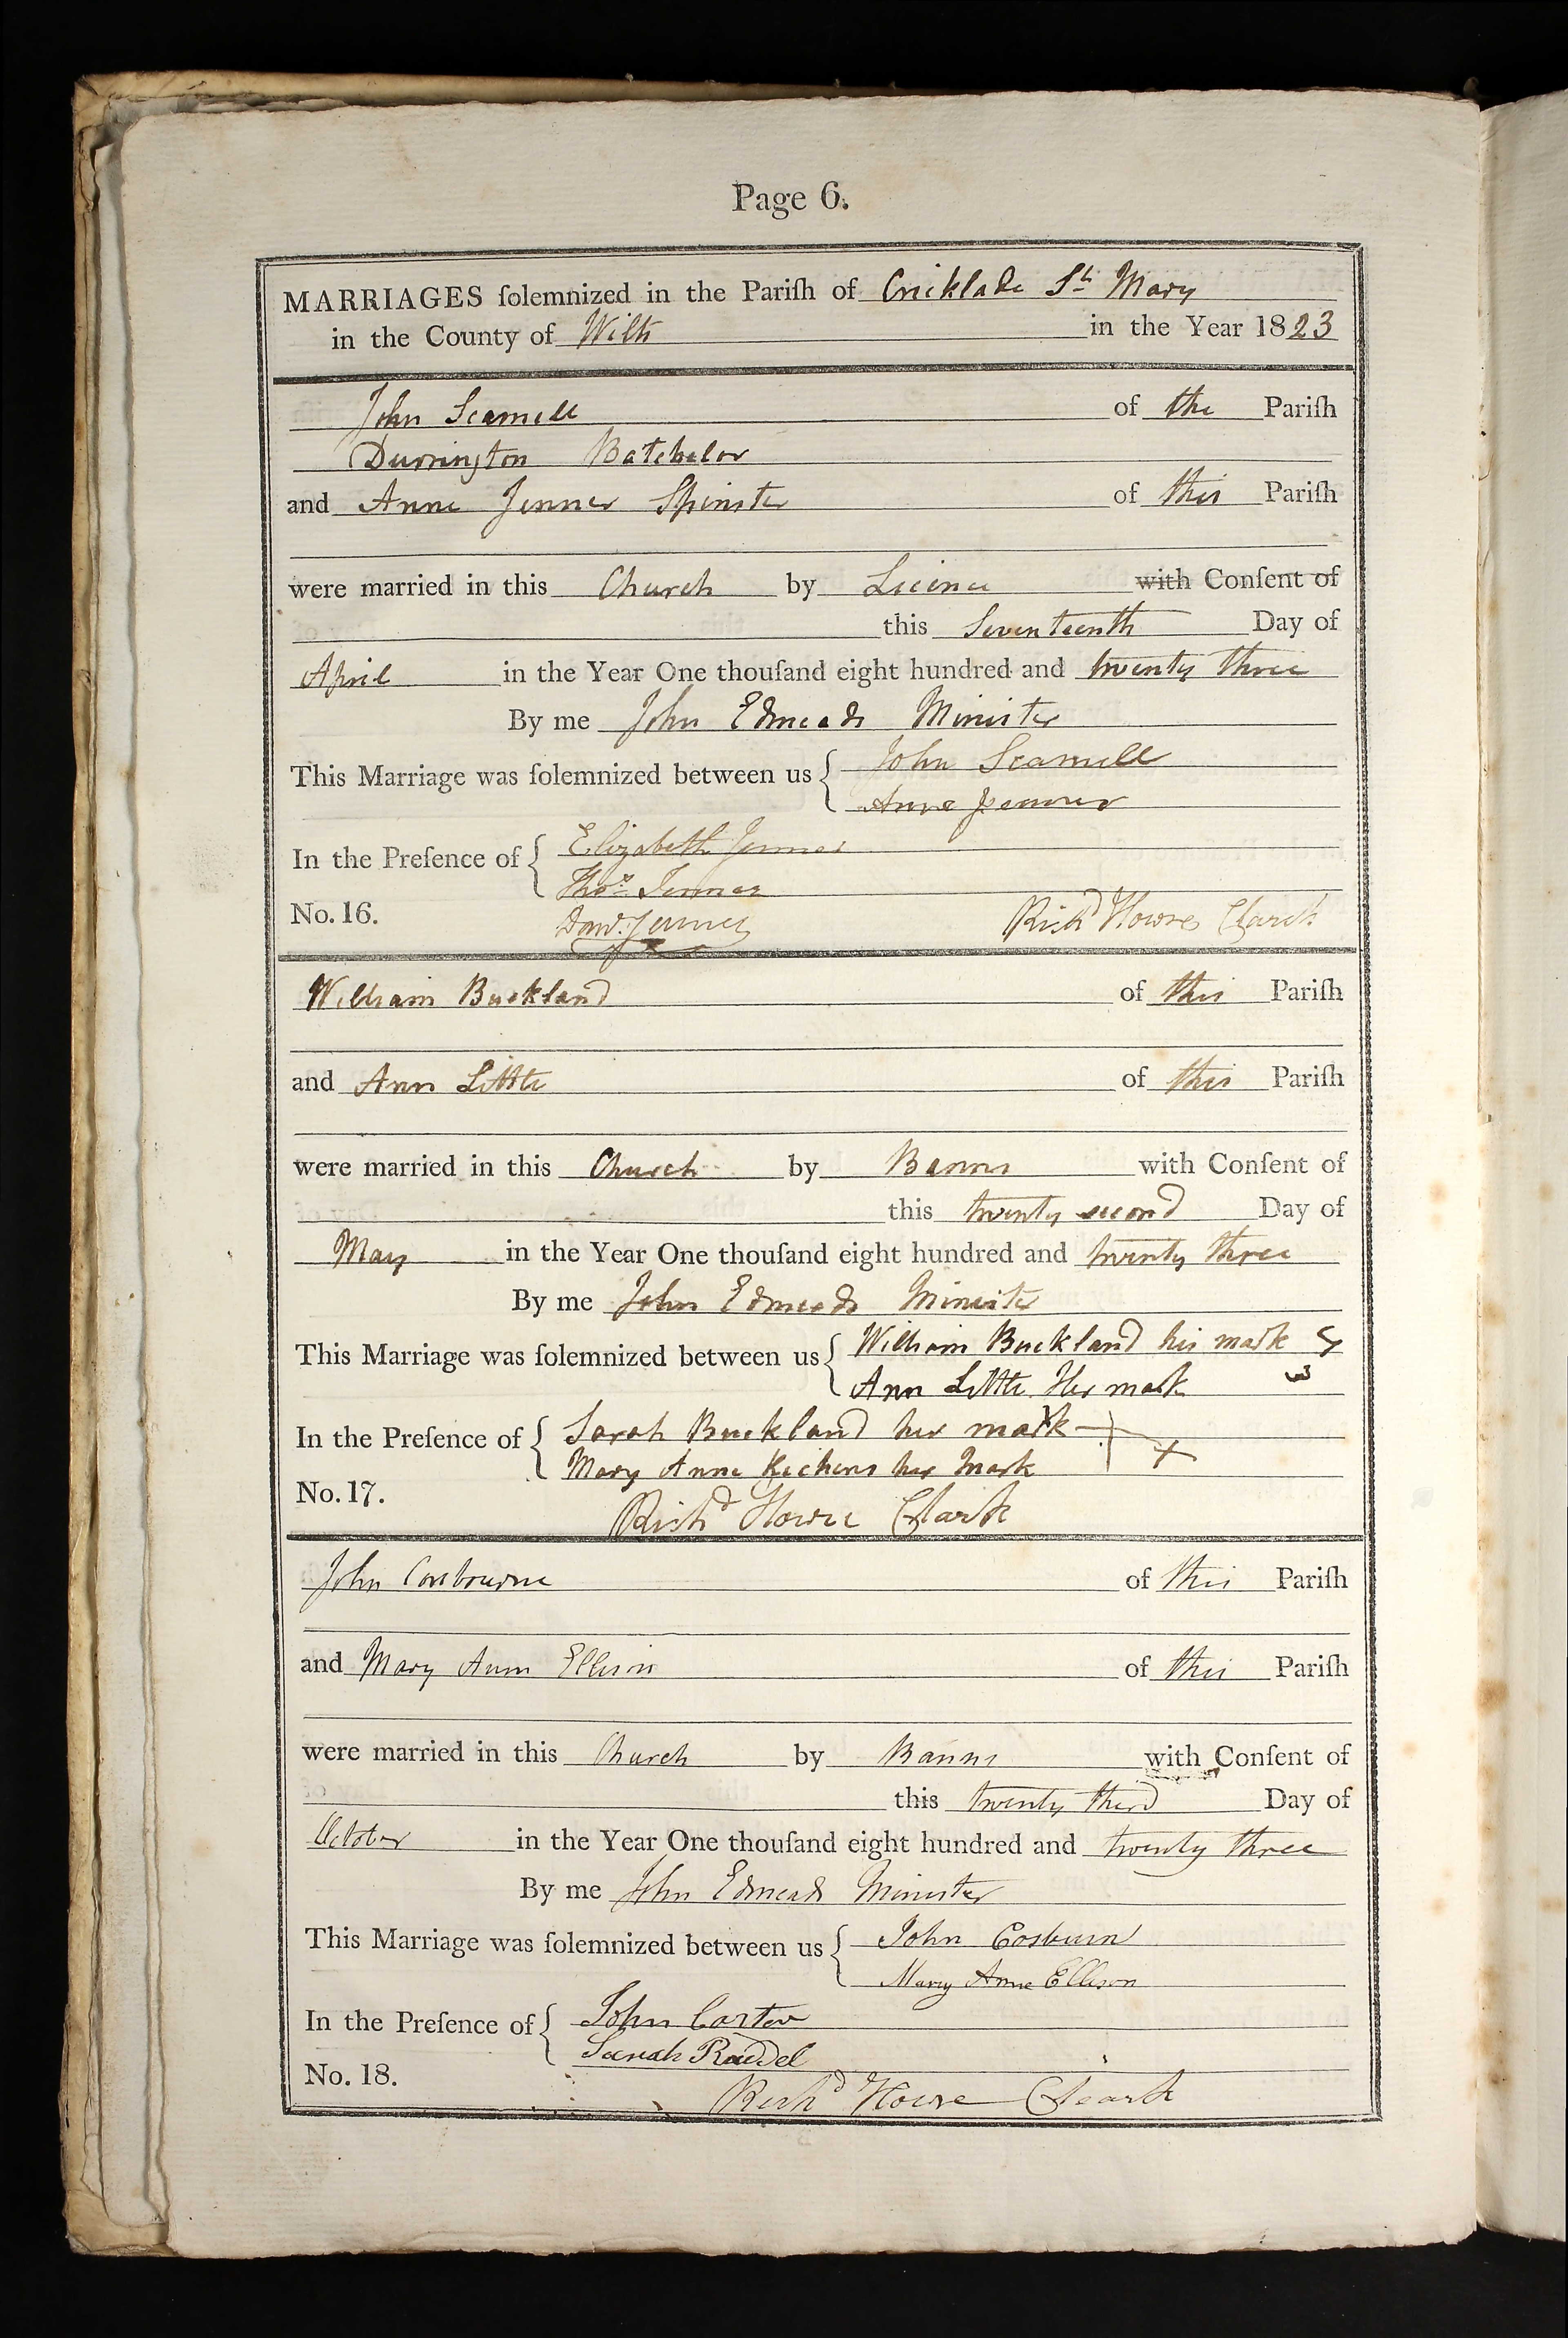 Page 6.
MARRIAGES ſolemnized in the Pariſh of Cricklade St Mary
in the County of Wilts in the Year 1823
John Scamell of the Pariſh
Durrington Batchelor
and Anne Jenner Spinster of this Pariſh
were married in this Church by Licence with Conſent of
this Seventeenth Day of
April in the Year One thouſand eight hundred and twenty three
By me John Edmeads Minister
This Marriage was ſolemnized between us John Scamell
Anne Jenner
In the Preſence of Elizabeth Jenner
Thos. Jenner
No. 16. Jenner Richd Howse Clark
William Buckland of this Pariſh
and Ann Little of this Pariſh
were married in this Church by Banns with Conſent of
this twenty second Day of
May in the Year One thouſand eight hundred and twenty three
By me John Edmeads Minister
This Marriage was ſolemnized between us William Buckland his mark
Ann Little Her mark
In the Preſence of Sarah Buckland her mark
Mary Anne her mark X
No. 17.
Richd Howse Clark
John of this Pariſh
and Mary Ann Ellison of this Pariſh
were married in this Church by Banns with Conſent of
this twenty third Day of
October in the Year One thouſand eight hundred and twenty three
By me John Edmeads Minister
This Marriage was ſolemnized between us John Cosburn
Mary Anne Ellison
In the Preſence of John Carter
Sarah
No. 18.
Richd Howse Cleark